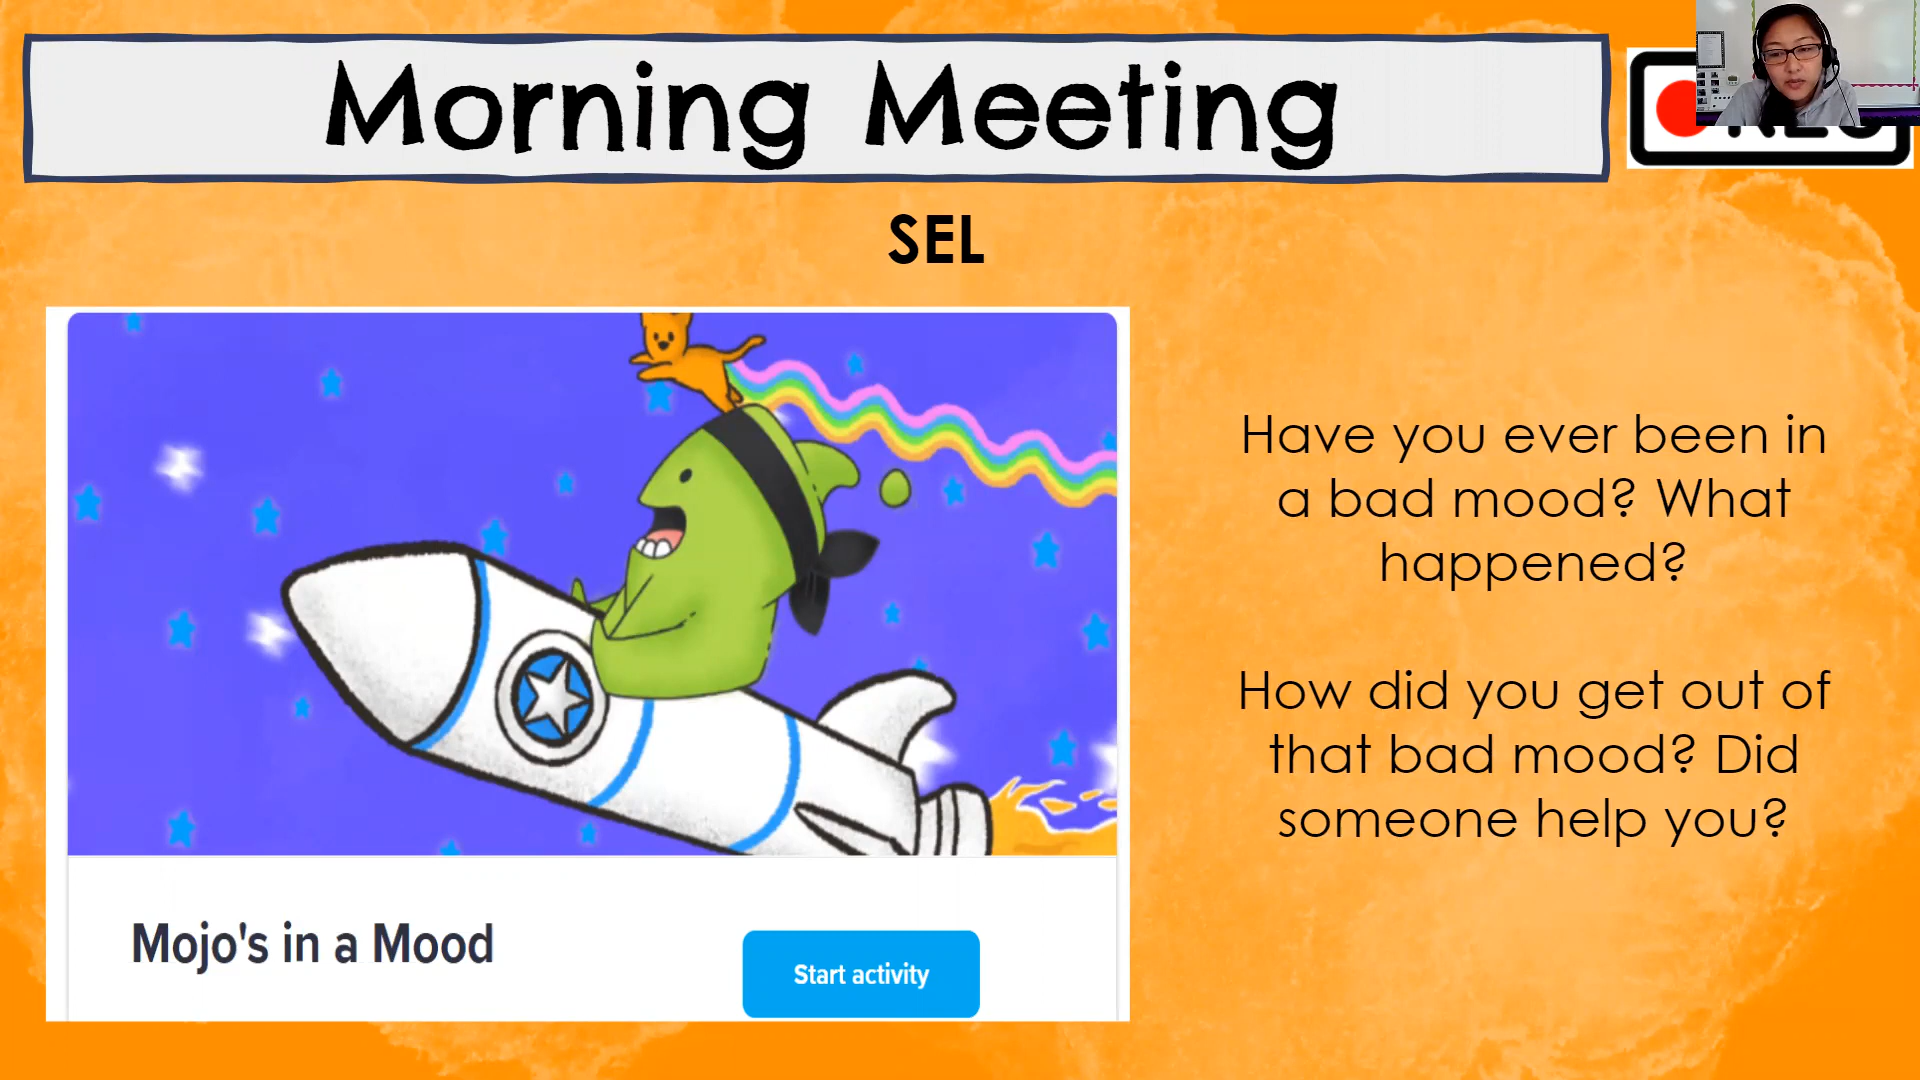 Morning Meeting
SEL
Have you ever been in
a bad mood? What
happened?
How did you get out of
that bad mood? Did
someone help you?
Mojo's in a Mood
Start activity